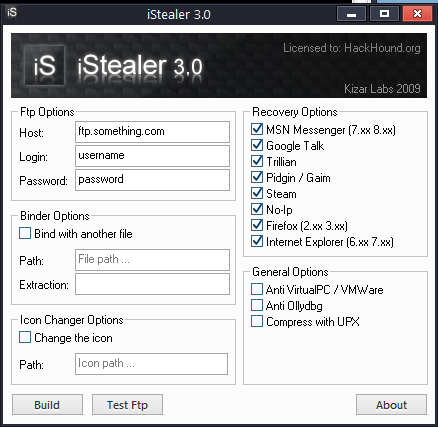 iS
iStealer 3.0
iS iStealer 3.0
Licensed to: HackHound.org
Kizar Labs 2009
Ftp Options
Host: ftp.something.com
Login: username
Password: password
Binder Options
Bind with another file
Path: File path ...
Extraction:
Icon Changer Options
Change the icon
Path: Icon path ...
Recovery Options
MSN Messenger (7.xx 8.xx)
Google Talk
Trillian
Pidgin / Gaim
Steam
No-Ip
Firefox (2.xx 3.xx)
Internet Explorer (6.xx 7.xx)
General Options
Anti VirtualPC / VMWare
Anti Ollydbg
Compress with UPX
Build
Test Ftp
About